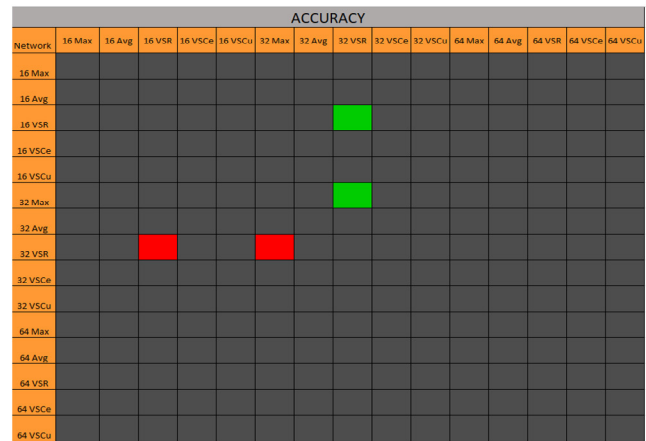 ACCURACY
Network 16 Max 16 Avg 16 VSR 16 VSCe 16 VSCu 32 Max 32 Avg 32 VSR 32 VSCe 32 VSCu 64 Max 64 Avg 64 VSR 64 VSCe 64 VSCu
16 Max
16 Avg
16 VSR
16 VSCe
16 VSCu
32 Max
32 Avg
32 VSR
32 VSCe
32 VSCu
64 Max
64 Avg
64 VSR
64 VSCe
64 VSCu